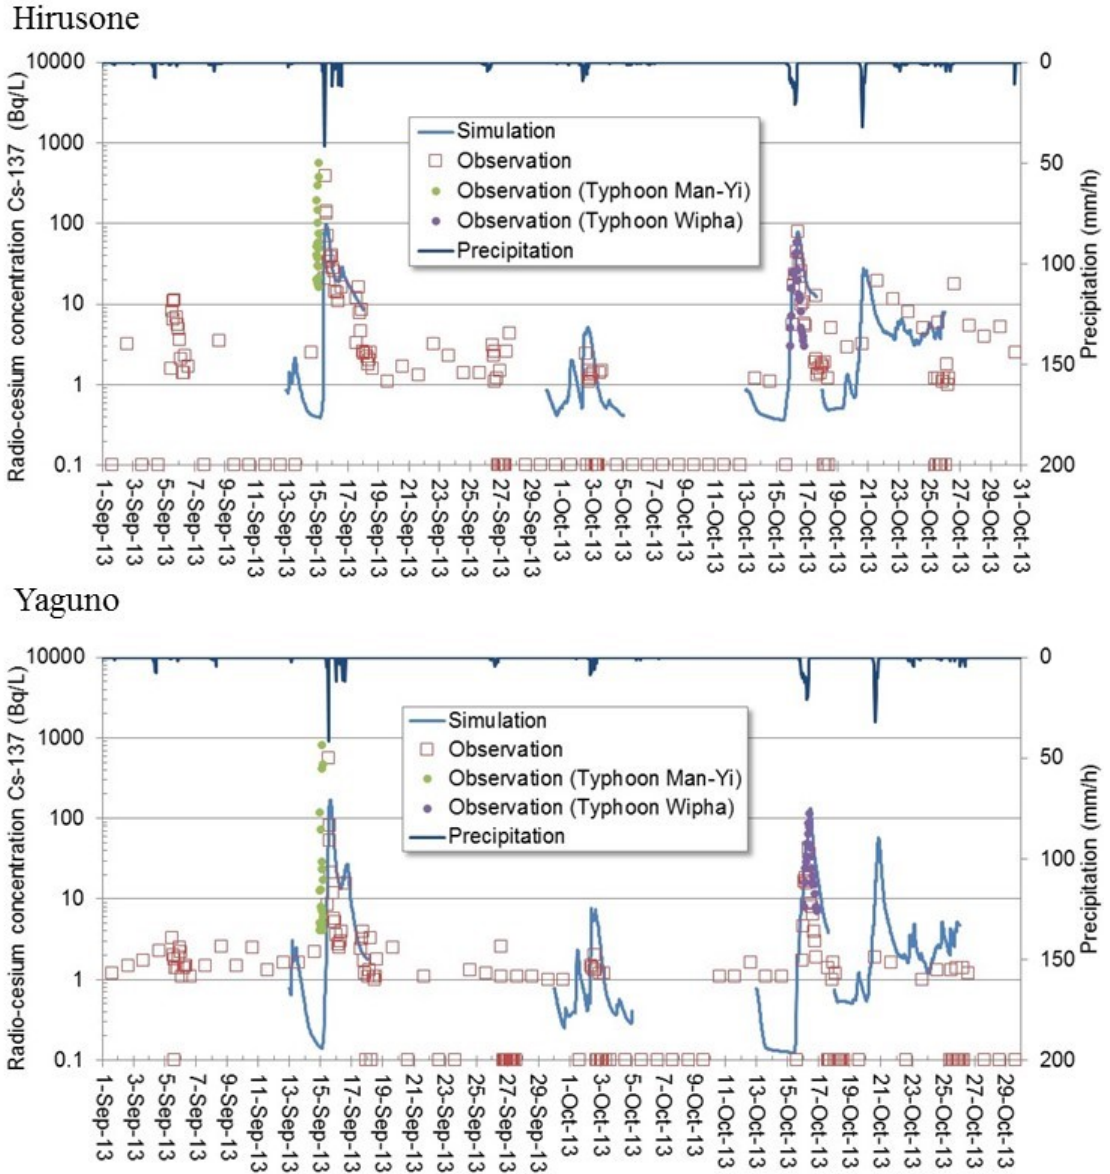 Hirusone
Radio-cesium concentration Cs-137 (Bq/L)
10000
1000
100
10
1
0.1
0
50
100
150
200
Precipitation (mm/h)
Simulation
Observation
Observation (Typhoon Man-Yi)
Observation (Typhoon Wipha)
Precipitation
1-Sep-13
3-Sep-13
5-Sep-13
7-Sep-13
9-Sep-13
11-Sep-13
13-Sep-13
15-Sep-13
17-Sep-13
19-Sep-13
21-Sep-13
23-Sep-13
25-Sep-13
27-Sep-13
29-Sep-13
1-Oct-13
3-Oct-13
5-Oct-13
7-Oct-13
9-Oct-13
11-Oct-13
13-Oct-13
15-Oct-13
17-Oct-13
19-Oct-13
21-Oct-13
23-Oct-13
25-Oct-13
27-Oct-13
29-Oct-13
31-Oct-13
Yaguno
Radio-cesium concentration Cs-137 (Bq/L)
10000
1000
100
10
1
0.1
0
50
100
150
200
Precipitation (mm/h)
Simulation
Observation
Observation (Typhoon Man-Yi)
Observation (Typhoon Wipha)
Precipitation
1-Sep-13
3-Sep-13
5-Sep-13
7-Sep-13
9-Sep-13
11-Sep-13
13-Sep-13
15-Sep-13
17-Sep-13
19-Sep-13
21-Sep-13
23-Sep-13
25-Sep-13
27-Sep-13
29-Sep-13
1-Oct-13
3-Oct-13
5-Oct-13
7-Oct-13
9-Oct-13
11-Oct-13
13-Oct-13
15-Oct-13
17-Oct-13
19-Oct-13
21-Oct-13
23-Oct-13
25-Oct-13
27-Oct-13
29-Oct-13